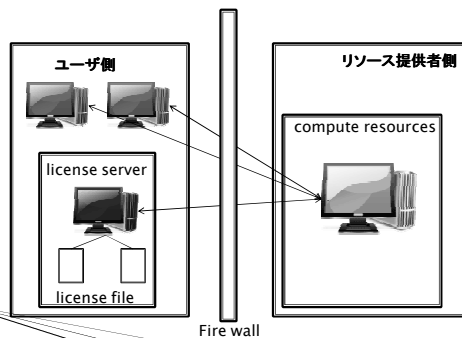 ユーザ側
リソース提供者側
compute resources
license server
license file
Fire wall